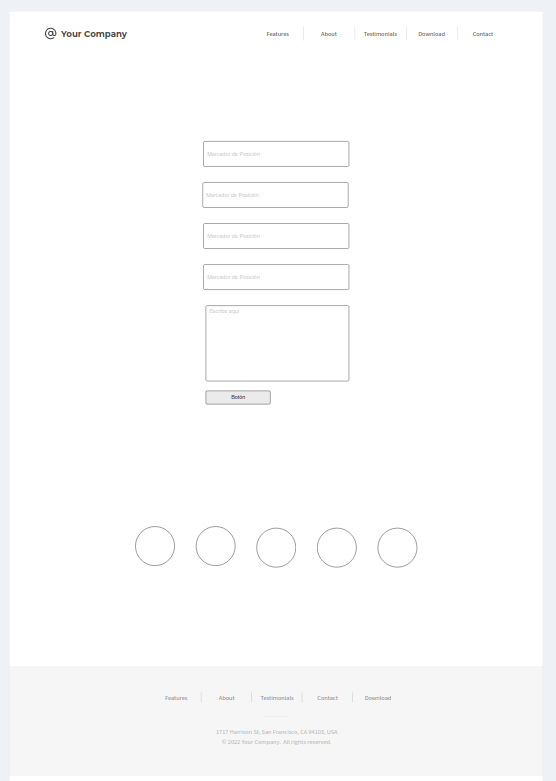 @ Your Company
Features About Testimonials Download Contact
Marcador de Posición
Marcador de Posición
Marcador de Posición
Marcador de Posición
Escribs aquí
Botón
Features About Testimonials Contact Download
1717 Harrison St, San Francisco, CA 94103, USA
© 2022 Your Company. All rights reserved.